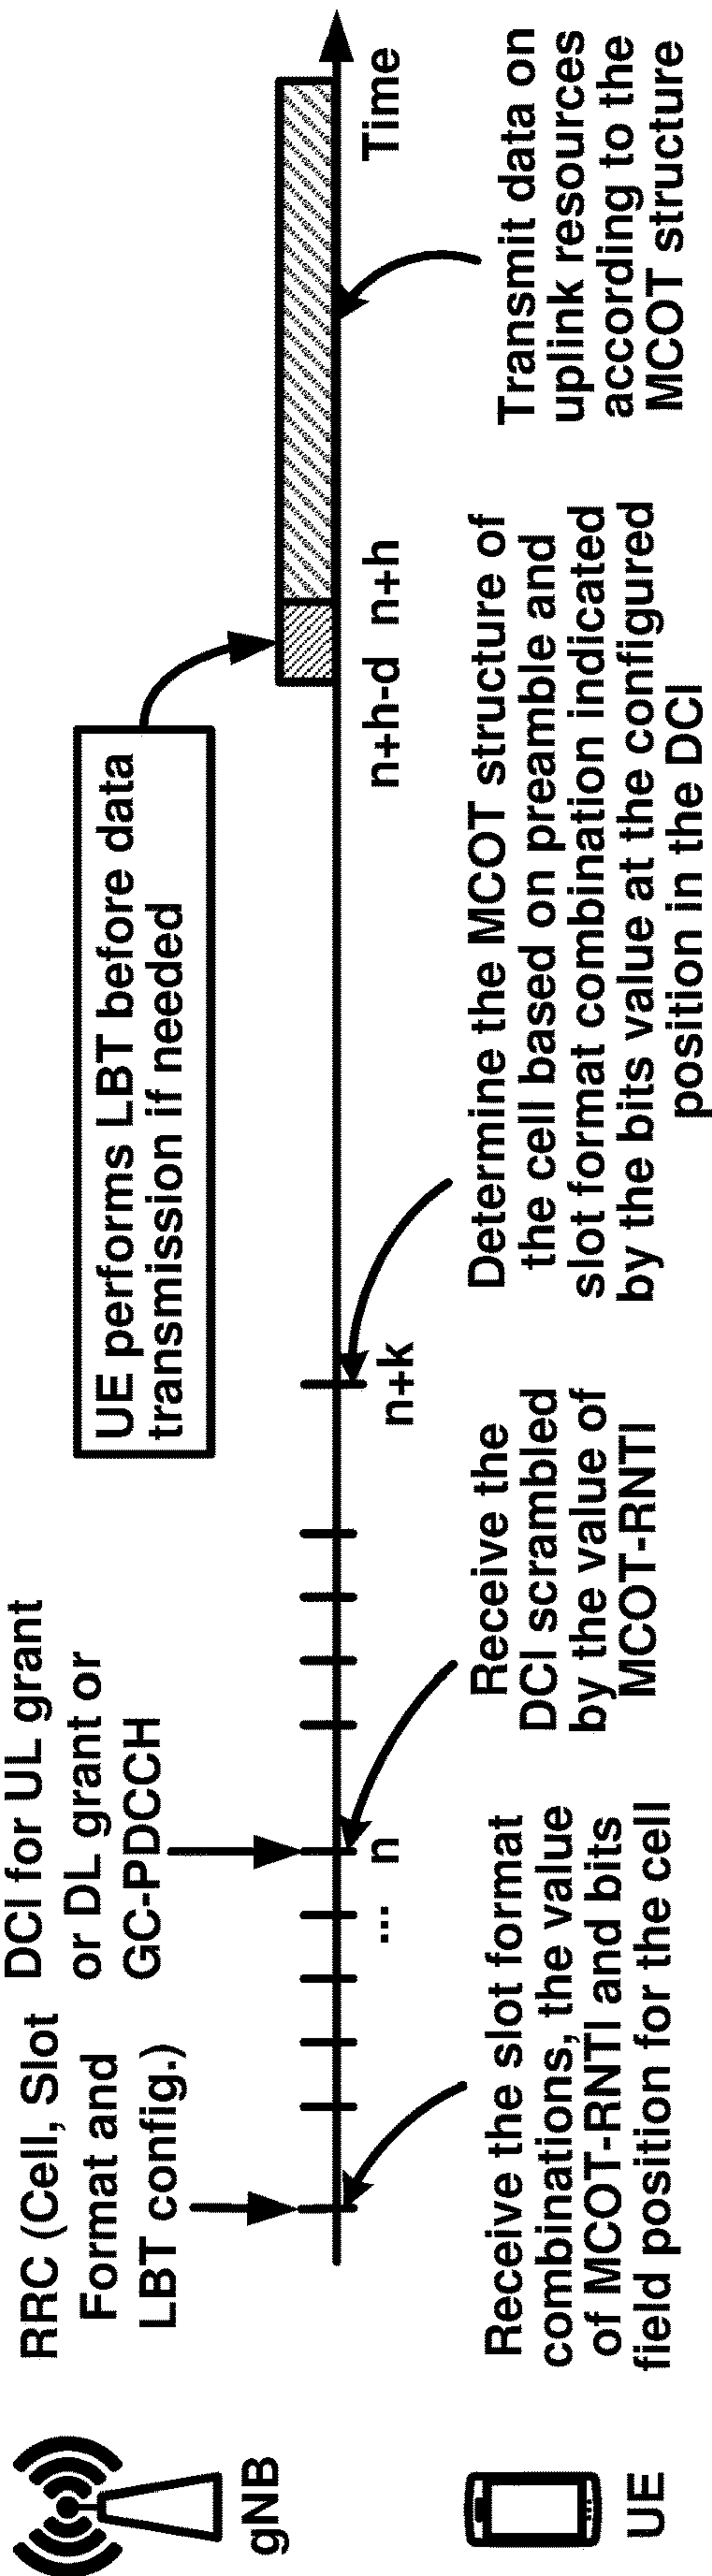 gNB
RRC (Cell, Slot
Format and
LBT config.)
DCI for UL grant
or DL grant or
GC-PDCCH
UE performs LBT before data
transmission if needed
...
n
n+k
n+h-d
n+h
Time
UE
Receive the slot format
combinations, the value
of MCOT-RNTI and bits
field position for the cell
Receive the
DCI scrambled
by the value of
MCOT-RNTI
Determine the MCOT structure of
the cell based on preamble and
slot format combination indicated
by the bits value at the configured
position in the DCI
Transmit data on
uplink resources
according to the
MCOT structure